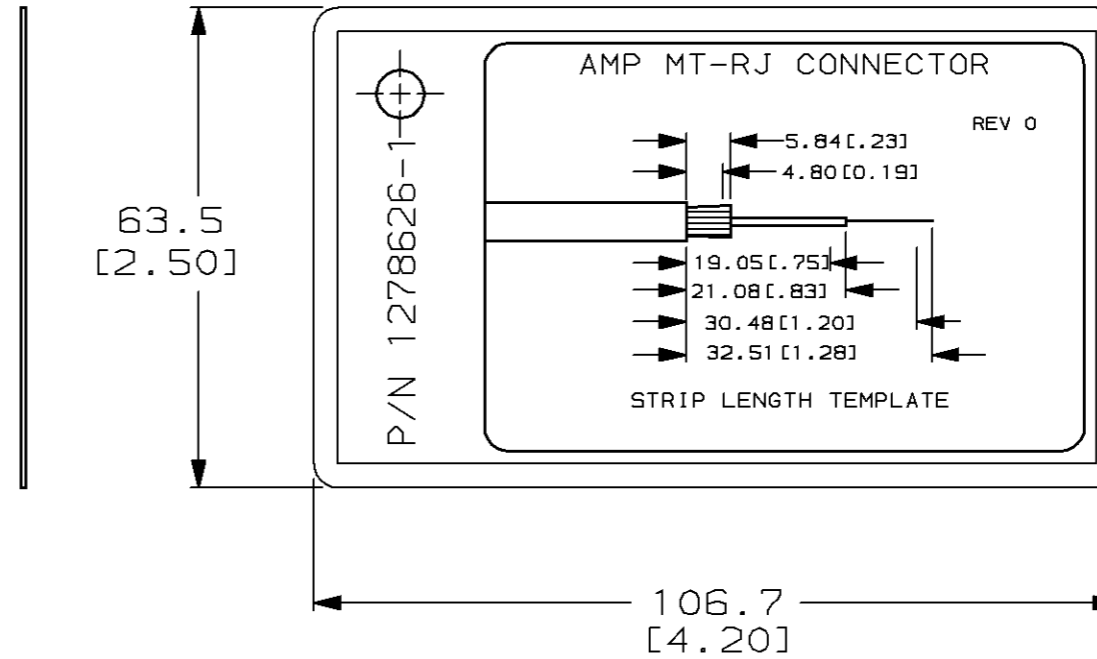 AMP MT-RJ CONNECTOR
REV 0
5.84[.23]
4.80[0.19]
63.5
[2.50]
P/N 1278626-1
19.05[.75]
21.08[.83]
30.48[1.20]
32.51[1.28]
STRIP LENGTH TEMPLATE
106.7
[4.20]